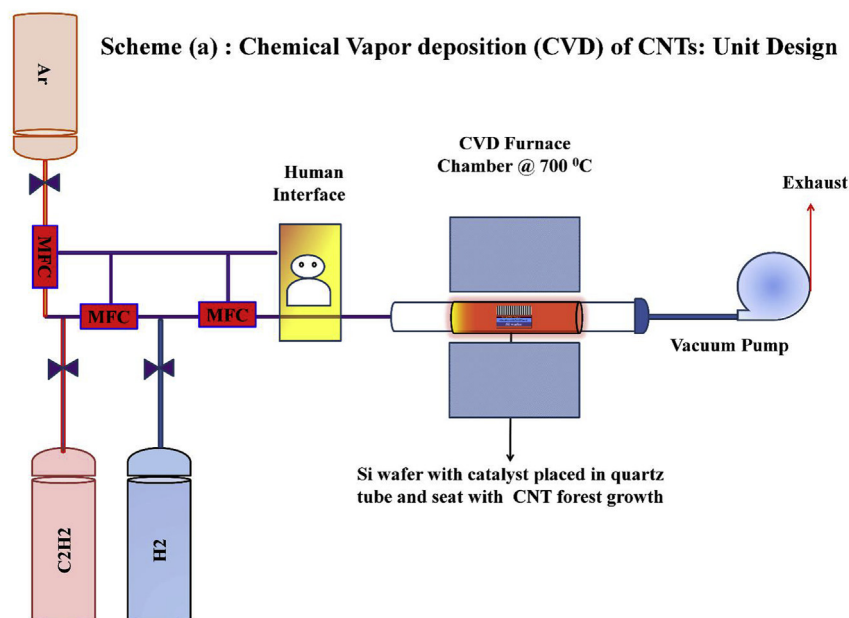 Scheme (a) : Chemical Vapor deposition (CVD) of CNTs: Unit Design
Ar
CVD Furnace
Chamber @ 700 ⁰C
Human
Interface
Exhaust
MFC
MFC
MFC
Vacuum Pump
Si wafer with catalyst placed in quartz
tube and seat with CNT forest growth
C2H2
H2